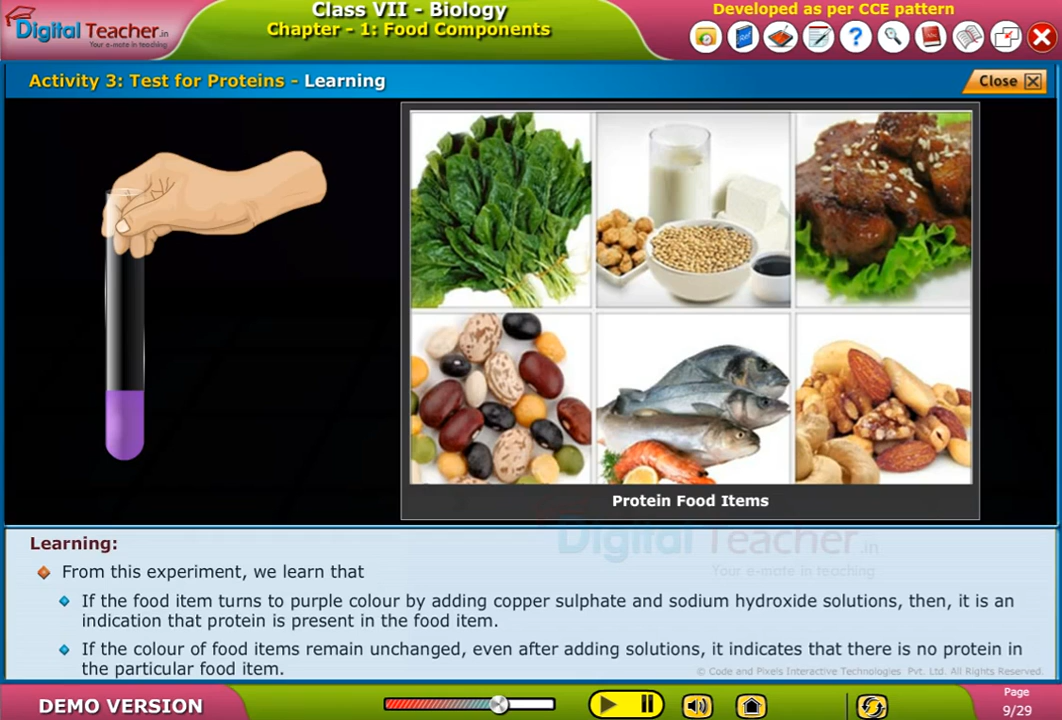 Digital Teacher.in
Your e-mate in teaching
Class VII - Biology
Chapter - 1: Food Components
Developed as per CCE pattern
Activity 3: Test for Proteins - Learning
Close
Protein Food Items
Digital Teacher.in
Your e-mate in teaching
Learning:
From this experiment, we learn that
If the food item turns to purple colour by adding copper sulphate and sodium hydroxide solutions, then, it is an
indication that protein is present in the food item.
If the colour of food items remain unchanged, even after adding solutions, it indicates that there is no protein in
the particular food item.
© Code and Pixels Interactive Technologies Pvt. Ltd. All Rights Reserved.
DEMO VERSION
Page
9/29